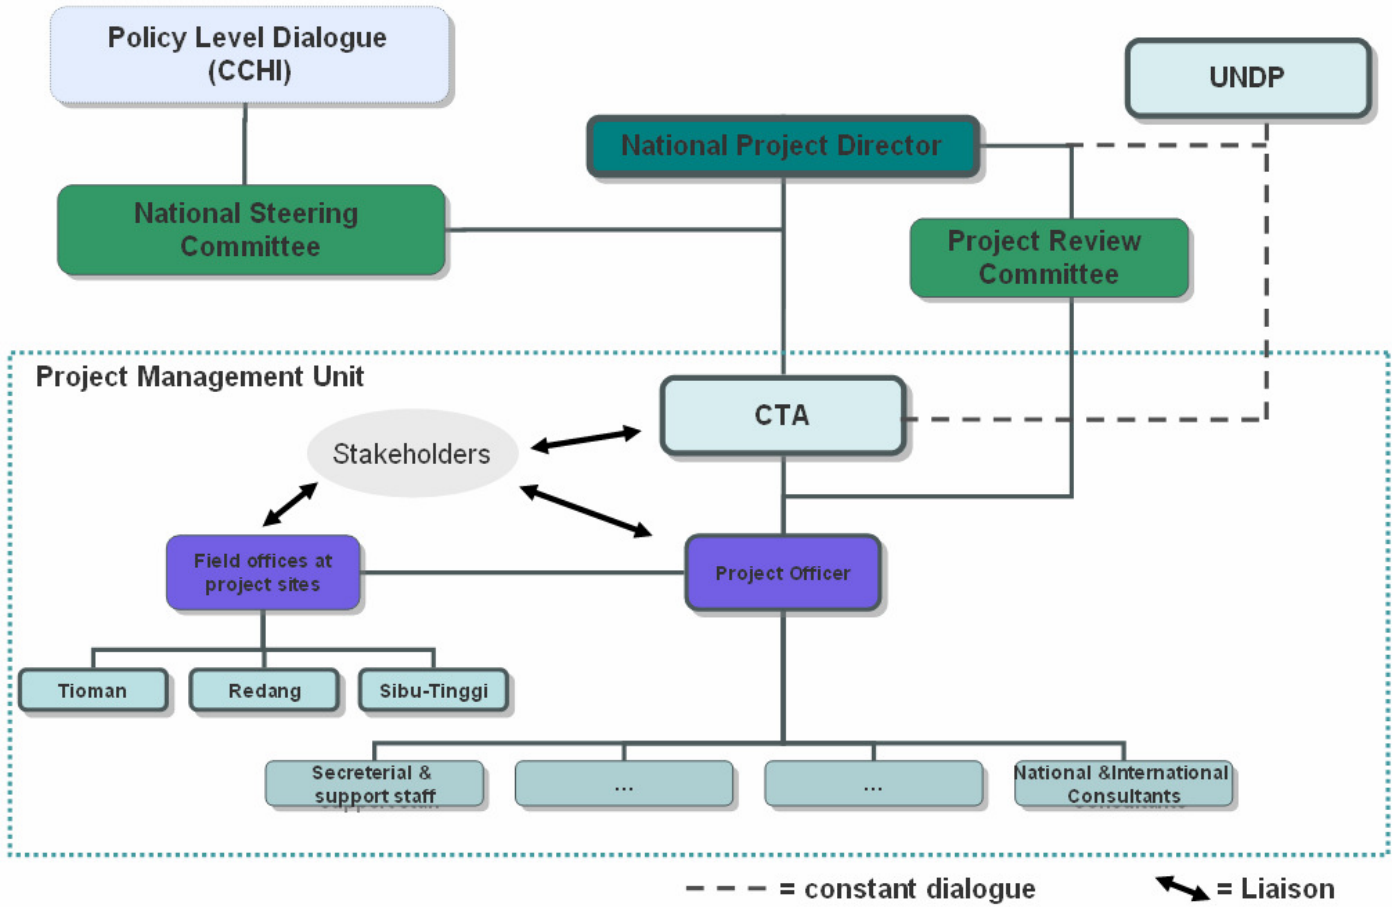 Policy Level Dialogue
(CCHI)
UNDP
National Project Director
National Steering
Committee
Project Review
Committee
Project Management Unit
CTA
Stakeholders
Field offices at
project sites
Project Officer
Tioman
Redang
Sibu-Tinggi
Secreterial &
support staff
...
...
National &International
Consultants
= constant dialogue
= Liaison